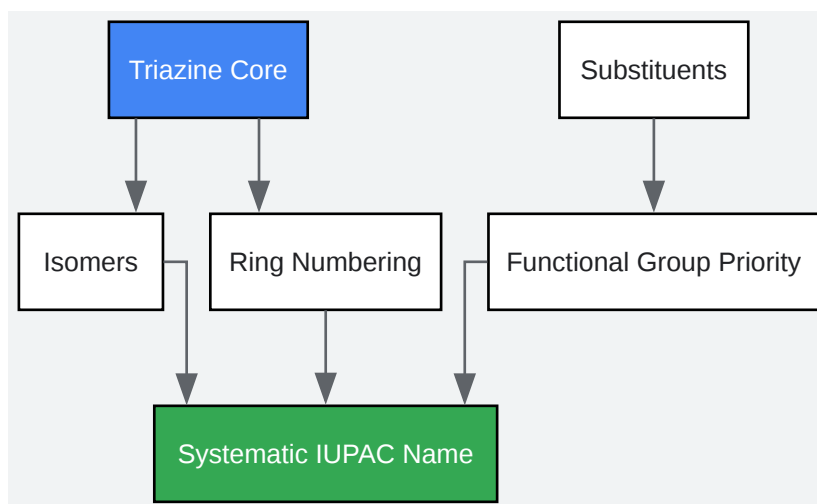 Triazine Core
Substituents
Isomers
Ring Numbering
Functional Group Priority
Systematic IUPAC Name